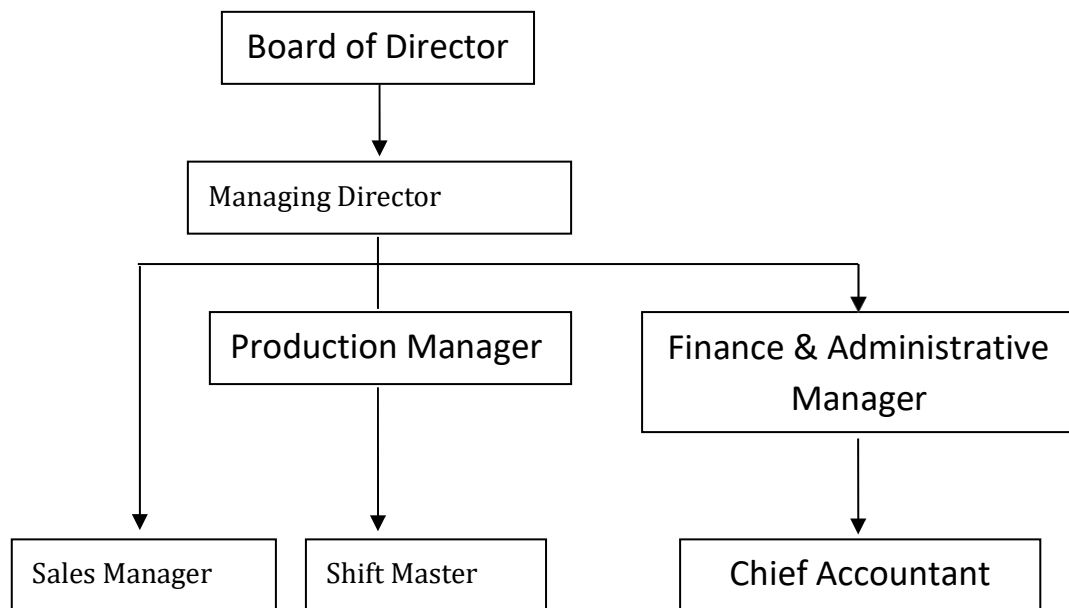 Board of Director
Managing Director
Production Manager
Finance & Administrative
Manager
Sales Manager
Shift Master
Chief Accountant